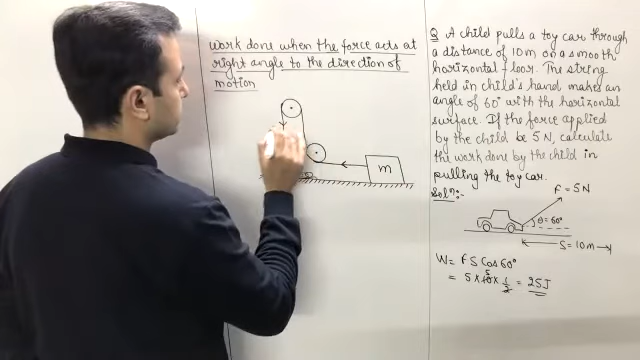 Work done when the force acts at
right angle to the direction of
motion
m
Q A child pulls a toy car through
a distance of 10m on a smooth
horizontal floor. The string
held in child's hand makes an
angle of 60° with the horizontal
surface. If the force applied
by the child be 5N, calculate
the work done by the child in
pulling the toy car.
Solⁿ:-
F = 5N
θ = 60°
S = 10m
W = FS Cos 60°
= 5 × 10 5 × 1/2 = 25J